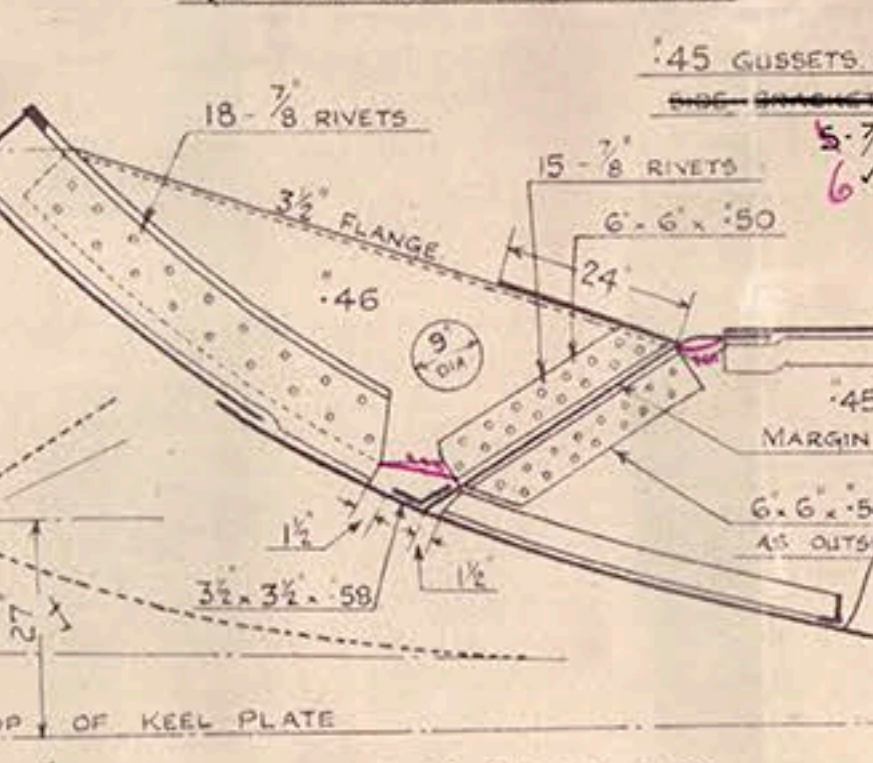 :45 GUSSETS.
SIDE BRACKET
5 - 7/
6 ✓
18 - 7/8" RIVETS
15 - 7/8" RIVETS
6" × 6" × :50
3½" FLANGE
24"
:46
9"
DIA
:45
MARGIN
6" × 6" × :5
AS OUTS
1½"
3½" × 3½" × :58
1½"
27
OP OF KEEL PLATE